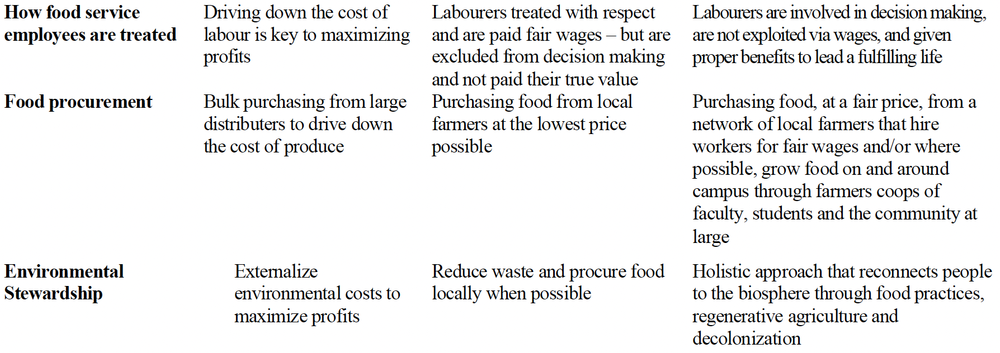 How food service
employees are treated
Driving down the cost of
labour is key to maximizing
profits
Labourers treated with respect
and are paid fair wages – but are
excluded from decision making
and not paid their true value
Labourers are involved in decision making,
are not exploited via wages, and given
proper benefits to lead a fulfilling life
Food procurement
Bulk purchasing from large
distributers to drive down
the cost of produce
Purchasing food from local
farmers at the lowest price
possible
Purchasing food, at a fair price, from a
network of local farmers that hire
workers for fair wages and/or where
possible, grow food on and around
campus through farmers coops of
faculty, students and the community at
large
Environmental
Stewardship
Externalize
environmental costs to
maximize profits
Reduce waste and procure food
locally when possible
Holistic approach that reconnects people
to the biosphere through food practices,
regenerative agriculture and
decolonization